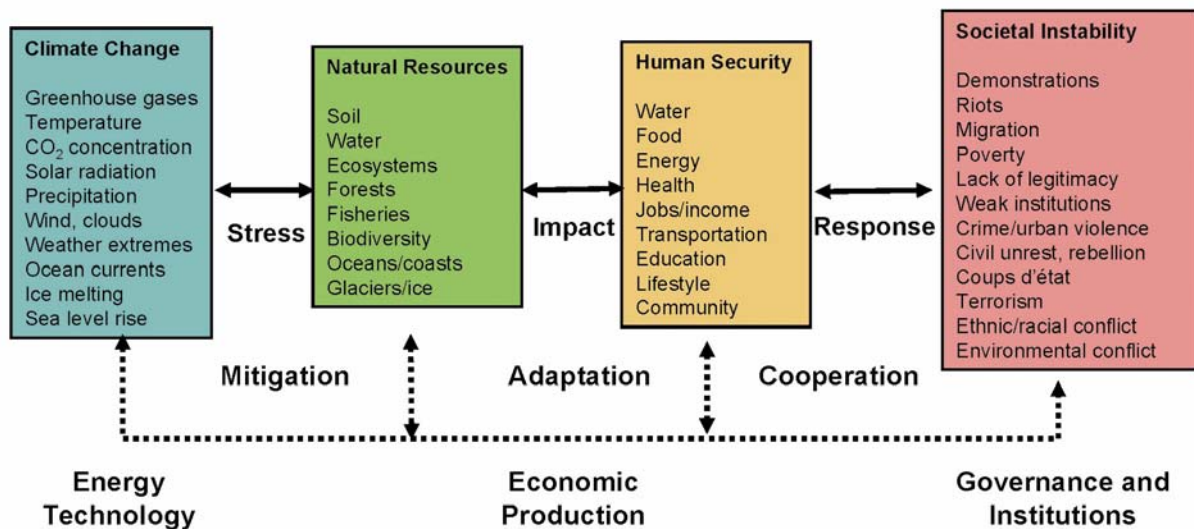 Climate Change
Greenhouse gases
Temperature
CO₂ concentration
Solar radiation
Precipitation
Wind, clouds
Weather extremes
Ocean currents
Ice melting
Sea level rise
Stress
Natural Resources
Soil
Water
Ecosystems
Forests
Fisheries
Biodiversity
Oceans/coasts
Glaciers/ice
Impact
Human Security
Water
Food
Energy
Health
Jobs/income
Transportation
Education
Lifestyle
Community
Response
Societal Instability
Demonstrations
Riots
Migration
Poverty
Lack of legitimacy
Weak institutions
Crime/urban violence
Civil unrest, rebellion
Coups d’état
Terrorism
Ethnic/racial conflict
Environmental conflict
Mitigation
Adaptation
Cooperation
Energy
Technology
Economic
Production
Governance and
Institutions